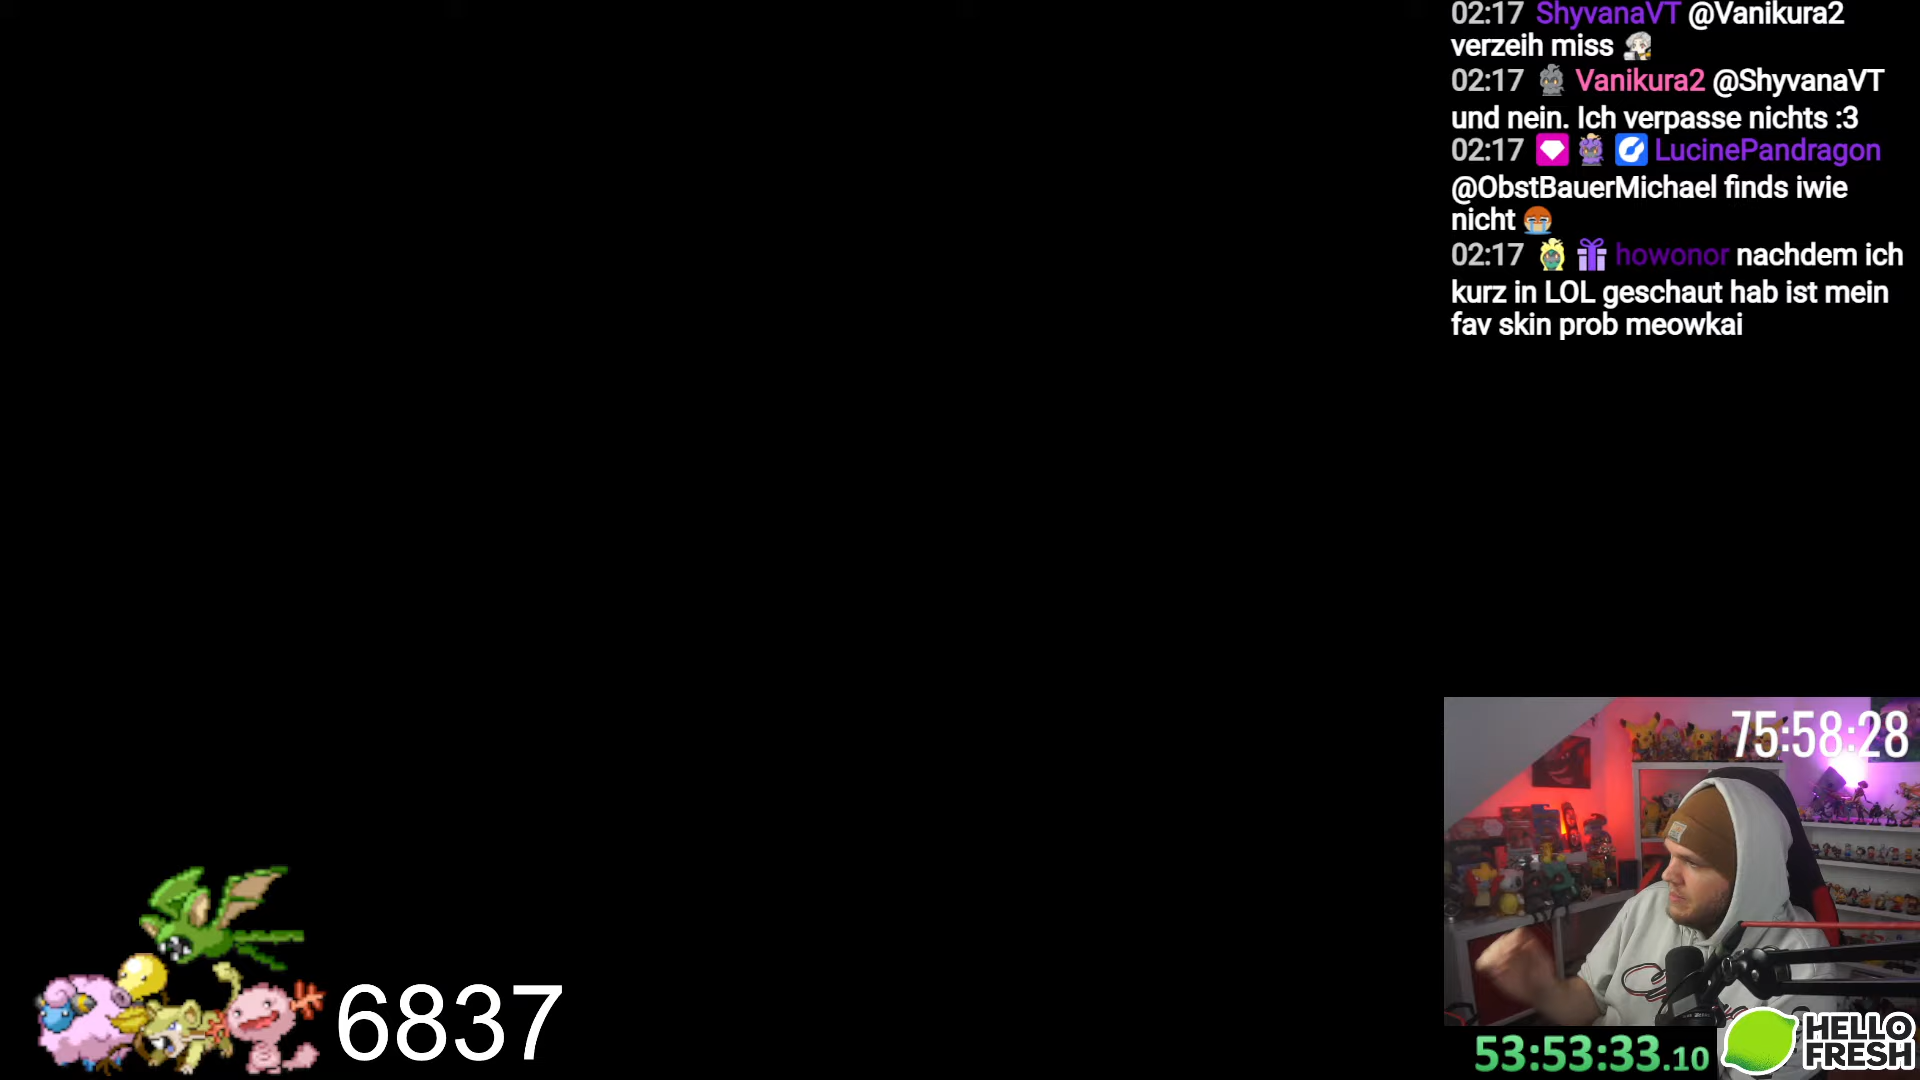 02:17 ShyvanaVT @Vanikura2
verzeih miss
02:17 Vanikura2 @ShyvanaVT
und nein. Ich verpasse nichts :3
02:17 LucinePandragon
@ObstBauerMichael finds iwie
nicht
02:17 howonor nachdem ich
kurz in LOL geschaut hab ist mein
fav skin prob meowkai
75:58:28
6837
53:53:33.10
HELLO
FRESH